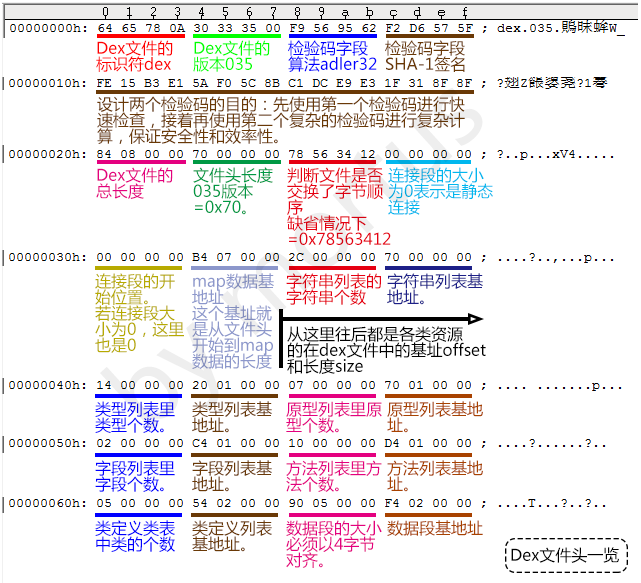 0 1 2 3 4 5 6 7 8 9 a b c d e f
00000000h: 64 65 78 0A 30 33 35 00 F9 56 95 62 F2 D6 57 5F ; dex.035.鵙昩蛑W_
Dex文件的 Dex文件的 检验码字段 检验码字段
标识符dex 版本035 算法adler32 SHA-1签名
00000010h: FE 15 B3 E1 5A F0 5C 8B C1 DC E9 E3 1F 31 8F 8F
设计两个检验码的目的：先使用第一个检验码进行快
速检查，接着再使用第二个复杂的检验码进行复杂计
算，保证安全性和效率性。
00000020h: 84 08 00 00 70 00 00 00 78 56 34 12 00 00 00 00 ; ?..p...xV4.....
Dex文件的 文件头长度 判断文件是否 连接段的大小
总长度 035版本 交换了字节顺 为0表示是静态
=0x70。 序 连接
缺省情况下
=0x78563412
00000030h: 00 00 00 00 B4 07 00 00 2C 00 00 00 70 00 00 00 ; ....?..,...p...
连接段的开 map数据基 字符串列表的 字符串列表基
始位置。 地址 字符串个数 地址。
若连接段大 这个基址就
小为0，这里 是从文件头 从这里往后都是各类资源
也是0 开始到map 的在dex文件中的基址offset
数据的长度 和长度size
00000040h: 14 00 00 00 20 01 00 00 07 00 00 00 70 01 00 00 ; .... .......p...
类型列表里 类型列表基 原型列表里原 原型列表基地
类型个数。 地址。 型个数。 址。
00000050h: 02 00 00 00 C4 01 00 00 10 00 00 00 D4 01 00 00 ; ....?......?..
字段列表里 字段列表基 方法列表里方 方法列表基地
字段个数。 地址。 法个数。 址。
00000060h: 05 00 00 00 54 02 00 00 90 05 00 00 F4 02 00 00 ; ....T...?..?..
类定义类表 类定义列表 数据段的大小 数据段基地址
中类的个数 基地址。 必须以4字节
对齐。
Dex文件头一览